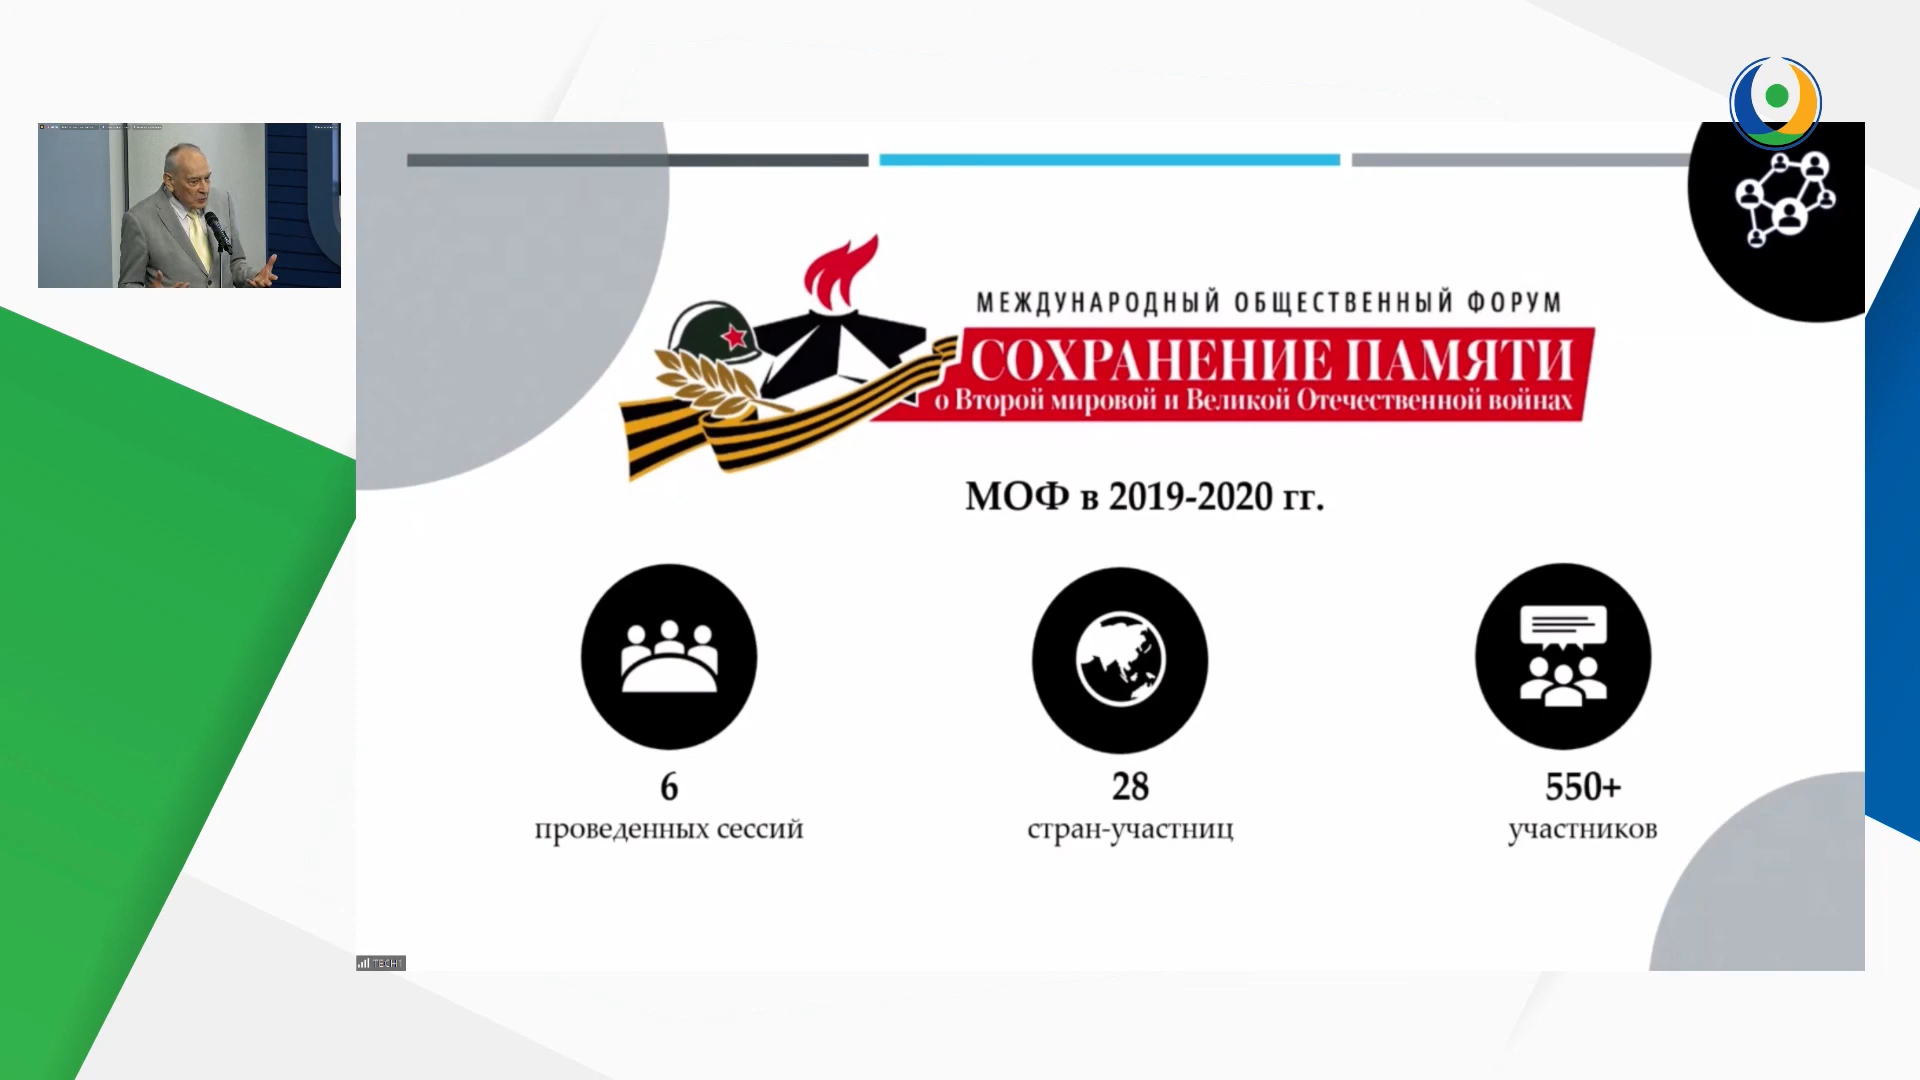 МЕЖДУНАРОДНЫЙ ОБЩЕСТВЕННЫЙ ФОРУМ
СОХРАНЕНИЕ ПАМЯТИ
о Второй мировой и Великой Отечественной войнах
МОФ в 2019-2020 гг.
6
проведенных сессий
28
стран-участниц
550+
участников
TECH1